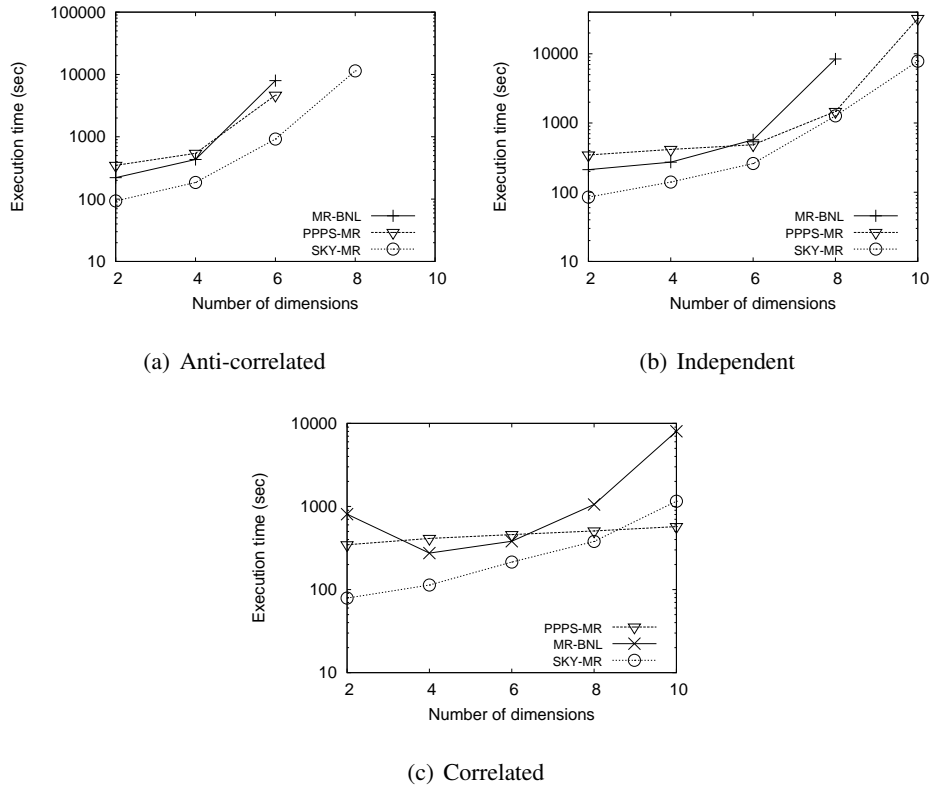 100000
10000
1000
100
10
Execution time (sec)
2 4 6 8 10
Number of dimensions
MR-BNL
PPPS-MR
SKY-MR
(a) Anti-correlated
10000
1000
100
10
Execution time (sec)
2 4 6 8 10
Number of dimensions
MR-BNL
PPPS-MR
SKY-MR
(b) Independent
10000
1000
100
10
Execution time (sec)
2 4 6 8 10
Number of dimensions
PPPS-MR
MR-BNL
SKY-MR
(c) Correlated